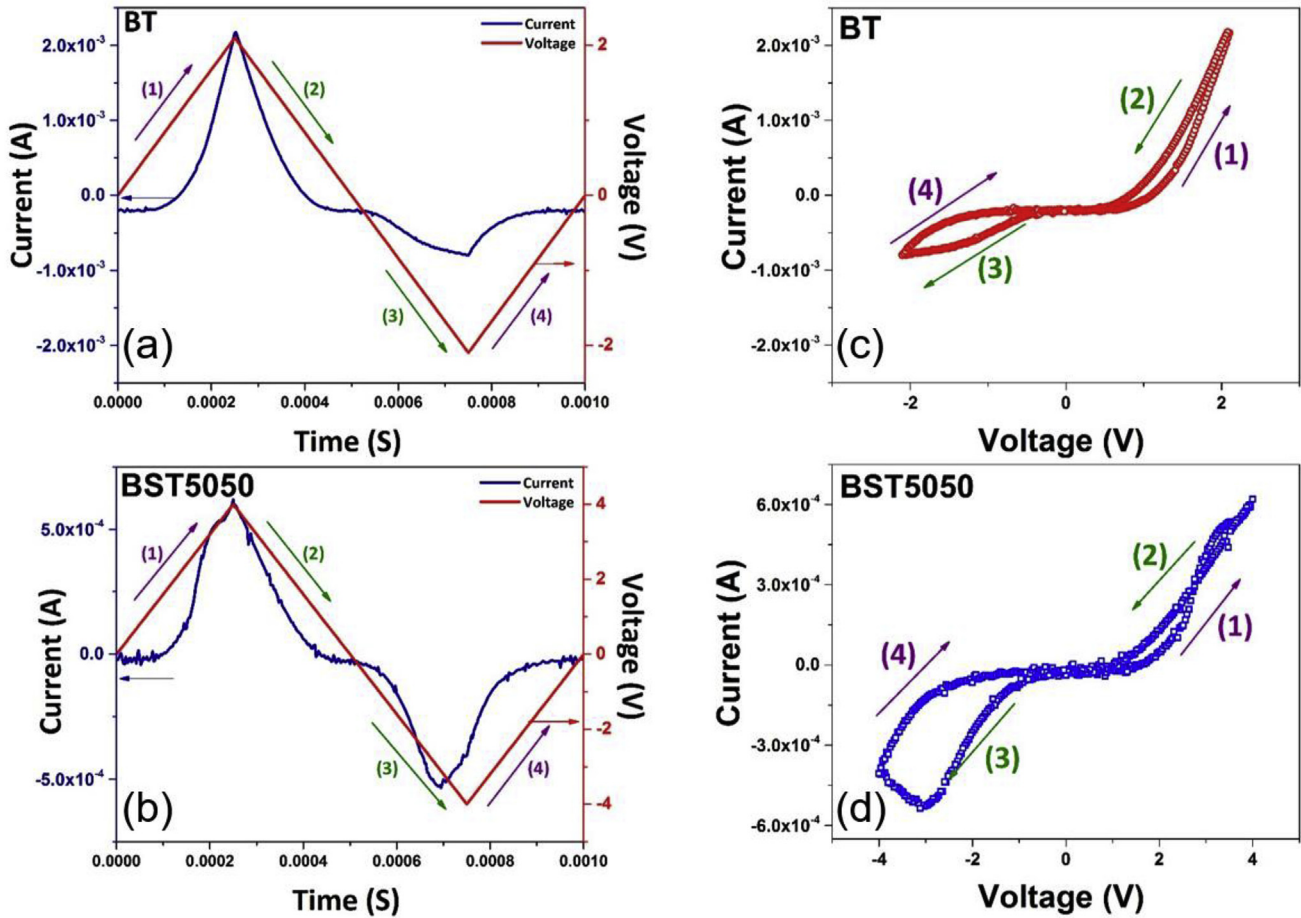 BT
Current
Voltage
2.0x10⁻³
1.0x10⁻³
0.0
-1.0x10⁻³
-2.0x10⁻³
Current (A)
2
0
-2
Voltage (V)
(1)
(2)
(3)
(4)
(a)
0.0000 0.0002 0.0004 0.0006 0.0008 0.0010
Time (S)
BT
2.0x10⁻³
1.0x10⁻³
0.0
-1.0x10⁻³
-2.0x10⁻³
Current (A)
(2)
(1)
(4)
(3)
(c)
-2 0 2
Voltage (V)
BST5050
Current
Voltage
5.0x10⁻⁴
0.0
-5.0x10⁻⁴
Current (A)
4
2
0
-2
-4
Voltage (V)
(1)
(2)
(3)
(4)
(b)
0.0000 0.0002 0.0004 0.0006 0.0008 0.0010
Time (S)
BST5050
6.0x10⁻⁴
3.0x10⁻⁴
0.0
-3.0x10⁻⁴
-6.0x10⁻⁴
Current (A)
(2)
(1)
(4)
(3)
(d)
-4 -2 0 2 4
Voltage (V)